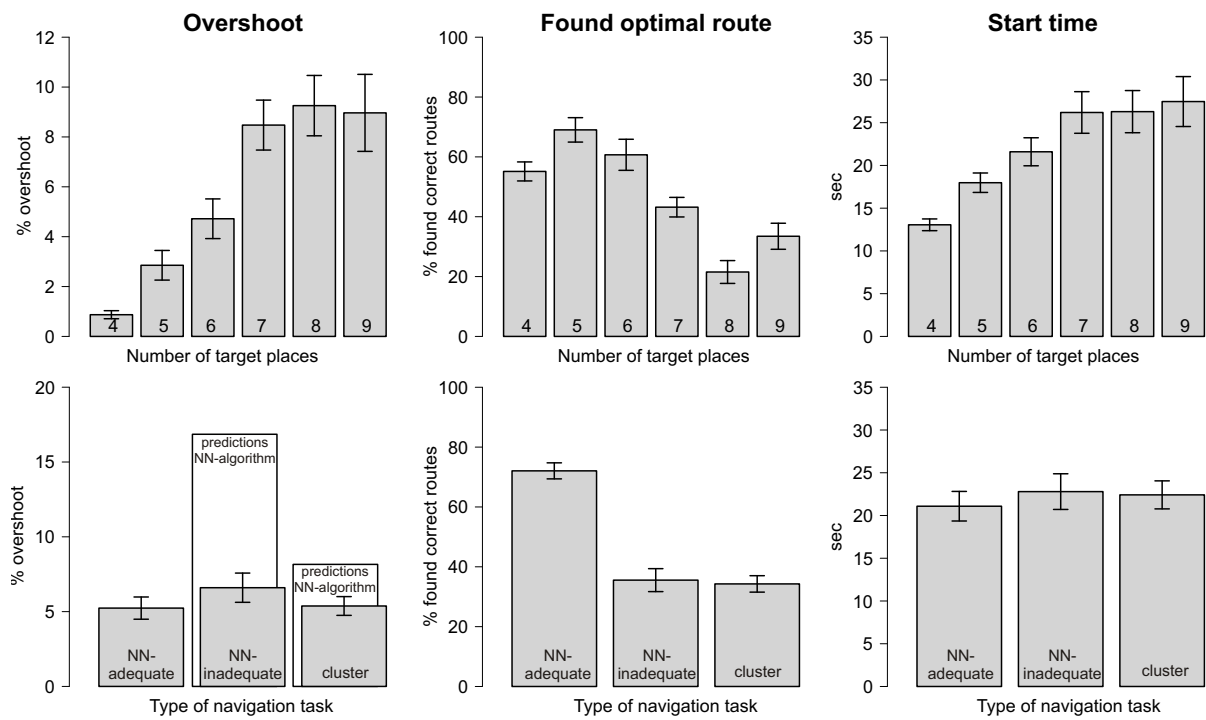 Overshoot
12
10
8
6
4
2
0
% overshoot
4 5 6 7 8 9
Number of target places
Found optimal route
100
80
60
40
20
0
% found correct routes
4 5 6 7 8 9
Number of target places
Start time
35
30
25
20
15
10
5
0
sec
4 5 6 7 8 9
Number of target places
20
15
10
5
0
% overshoot
predictions
NN-algorithm
predictions
NN-algorithm
NN-
adequate
NN-
inadequate
cluster
Type of navigation task
100
80
60
40
20
0
% found correct routes
NN-
adequate
NN-
inadequate
cluster
Type of navigation task
35
30
25
20
15
10
5
0
sec
NN-
adequate
NN-
inadequate
cluster
Type of navigation task